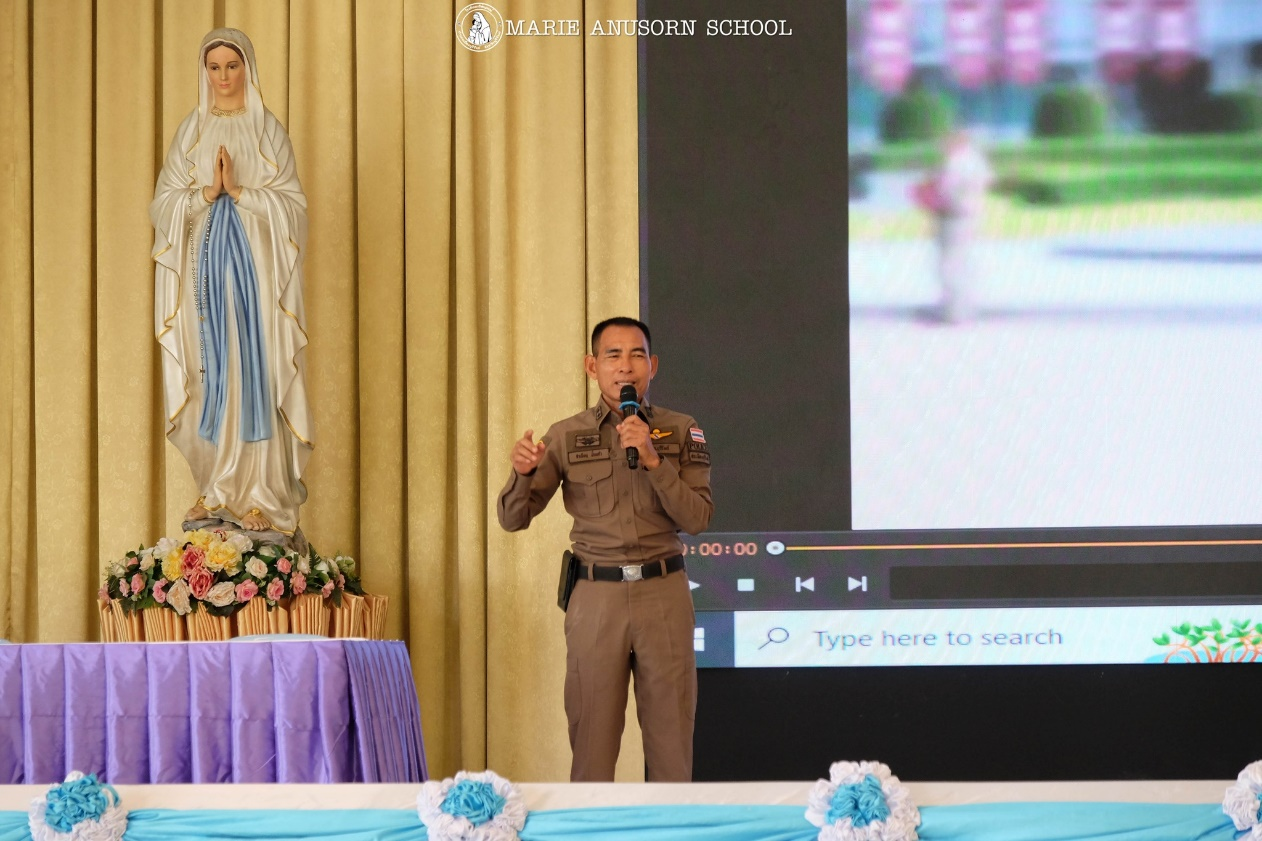 MARIE ANUSORN SCHOOL
0:00:00
Type here to search